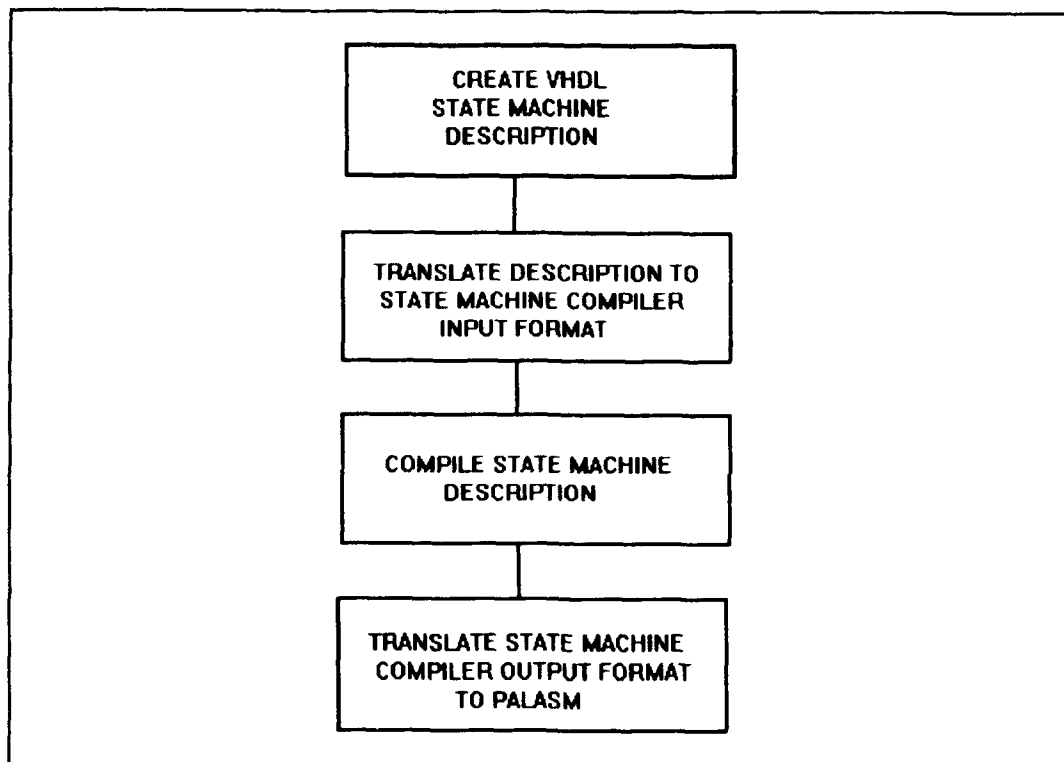 CREATE VHDL
STATE MACHINE
DESCRIPTION
TRANSLATE DESCRIPTION TO
STATE MACHINE COMPILER
INPUT FORMAT
COMPILE STATE MACHINE
DESCRIPTION
TRANSLATE STATE MACHINE
COMPILER OUTPUT FORMAT
TO PALASM